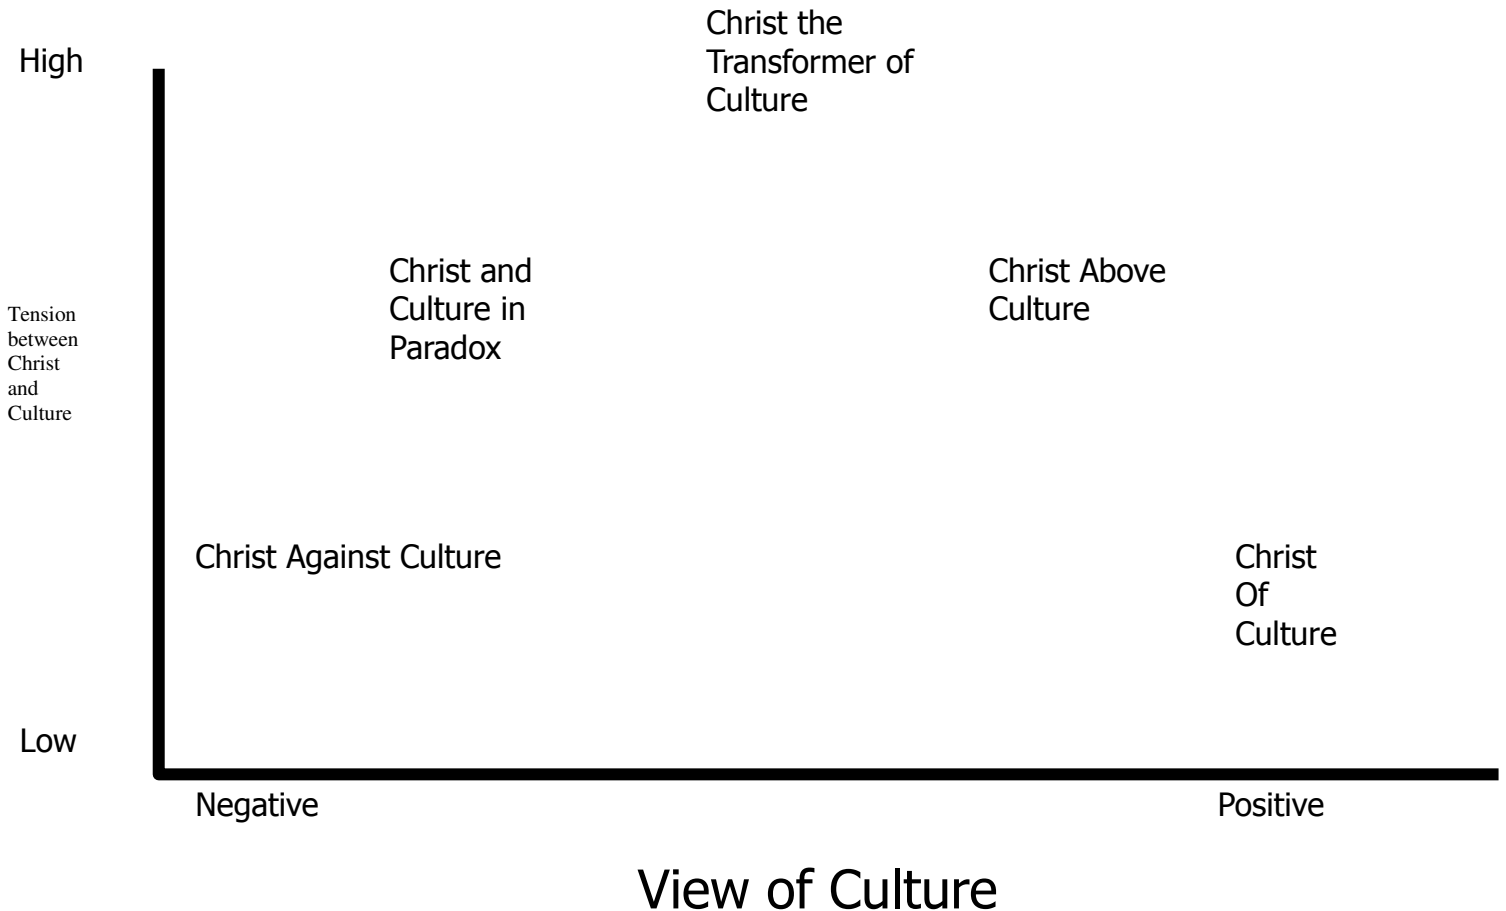 Christ the
Transformer of
Culture
High
Christ and
Culture in
Paradox
Christ Above
Culture
Tension
between
Christ
and
Culture
Christ Against Culture
Christ
Of
Culture
Low
Negative
Positive
View of Culture